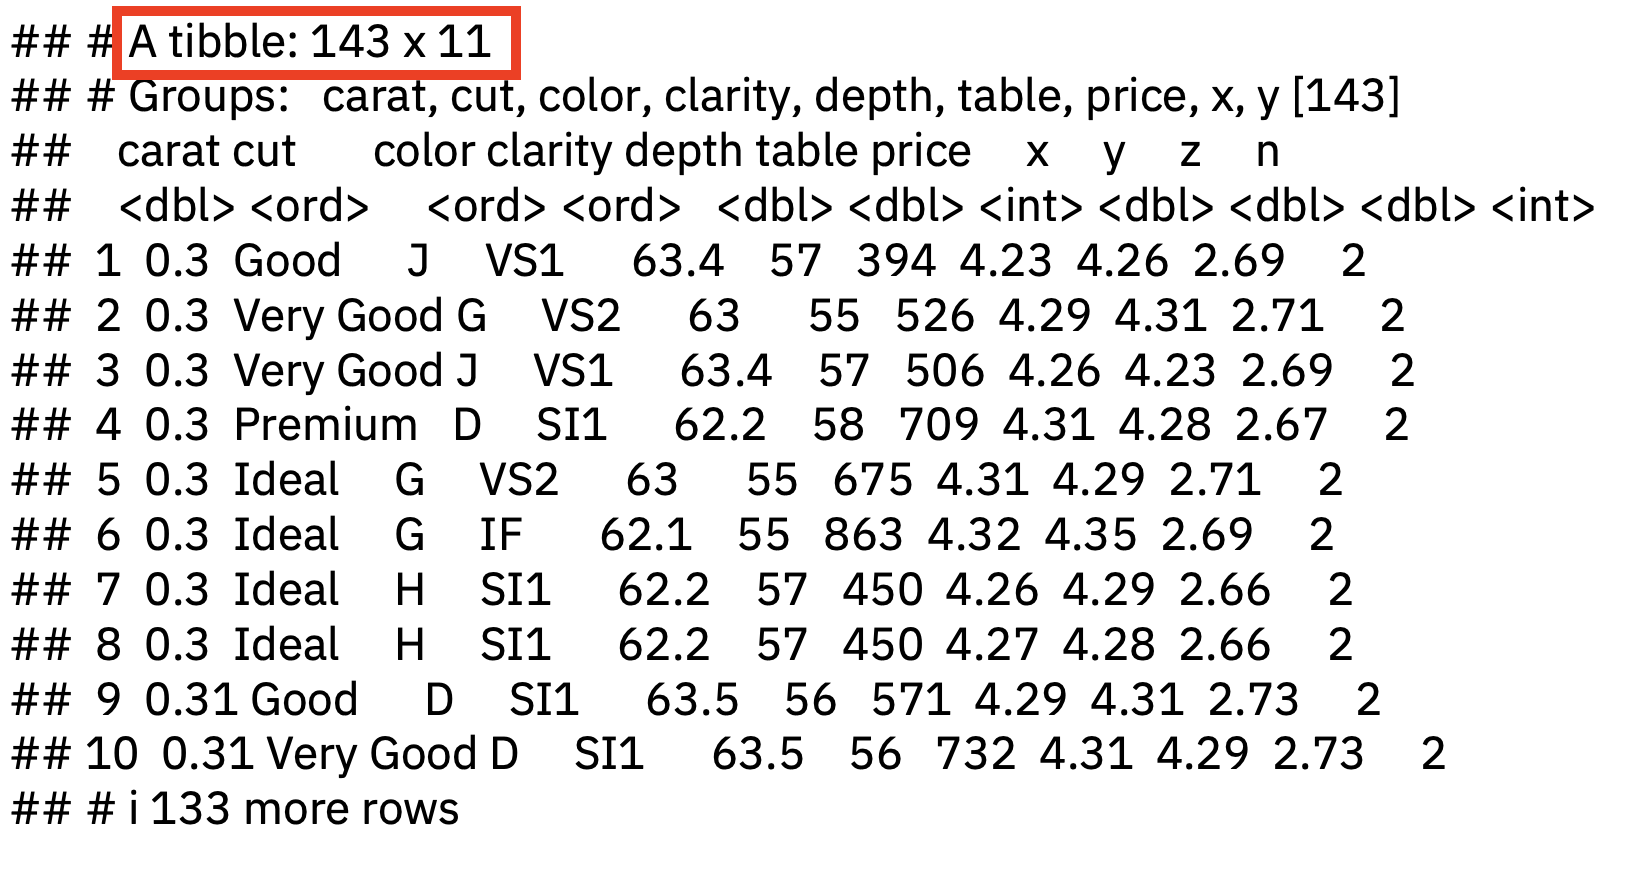 ## # A tibble: 143 x 11
## # Groups: carat, cut, color, clarity, depth, table, price, x, y [143]
## carat cut color clarity depth table price x y z n
## <dbl> <ord> <ord> <ord> <dbl> <dbl> <int> <dbl> <dbl> <dbl> <int>
## 1 0.3 Good J VS1 63.4 57 394 4.23 4.26 2.69 2
## 2 0.3 Very Good G VS2 63 55 526 4.29 4.31 2.71 2
## 3 0.3 Very Good J VS1 63.4 57 506 4.26 4.23 2.69 2
## 4 0.3 Premium D SI1 62.2 58 709 4.31 4.28 2.67 2
## 5 0.3 Ideal G VS2 63 55 675 4.31 4.29 2.71 2
## 6 0.3 Ideal G IF 62.1 55 863 4.32 4.35 2.69 2
## 7 0.3 Ideal H SI1 62.2 57 450 4.26 4.29 2.66 2
## 8 0.3 Ideal H SI1 62.2 57 450 4.27 4.28 2.66 2
## 9 0.31 Good D SI1 63.5 56 571 4.29 4.31 2.73 2
## 10 0.31 Very Good D SI1 63.5 56 732 4.31 4.29 2.73 2
## # i 133 more rows